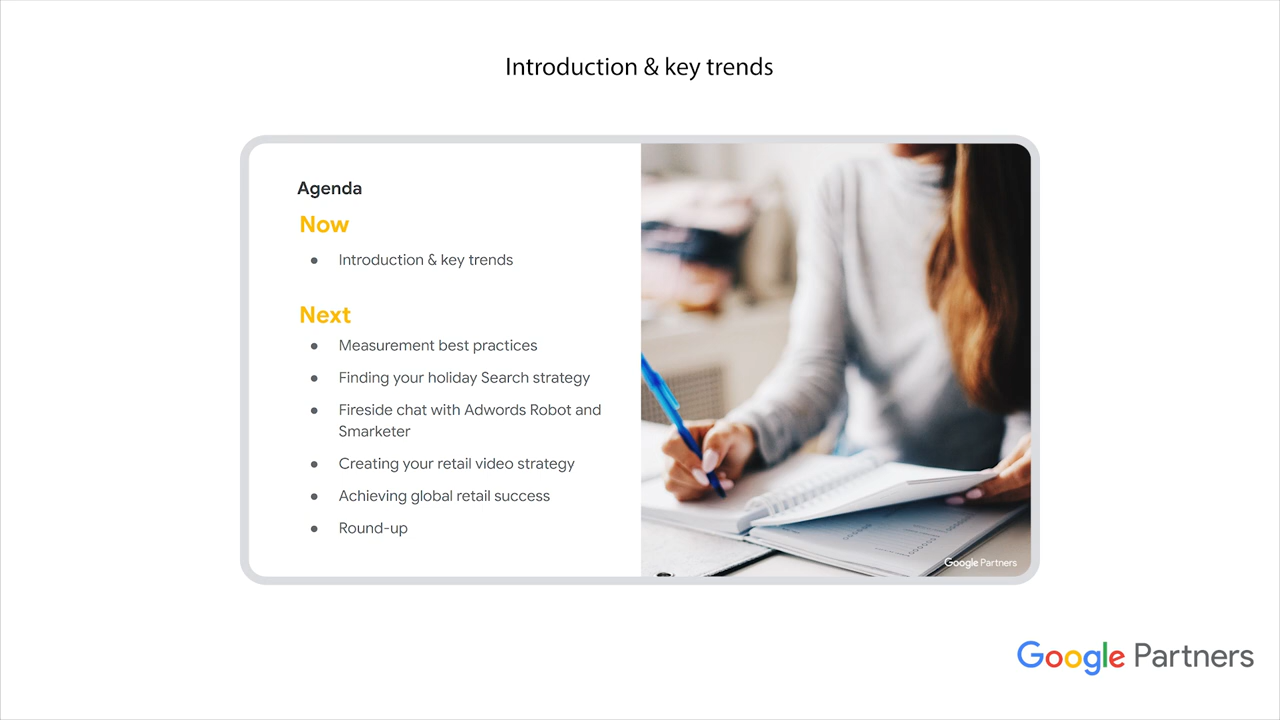 Introduction & key trends
Agenda
Now
● Introduction & key trends
Next
● Measurement best practices
● Finding your holiday Search strategy
● Fireside chat with Adwords Robot and
Smarketer
● Creating your retail video strategy
● Achieving global retail success
● Round-up
Google Partners
Google Partners